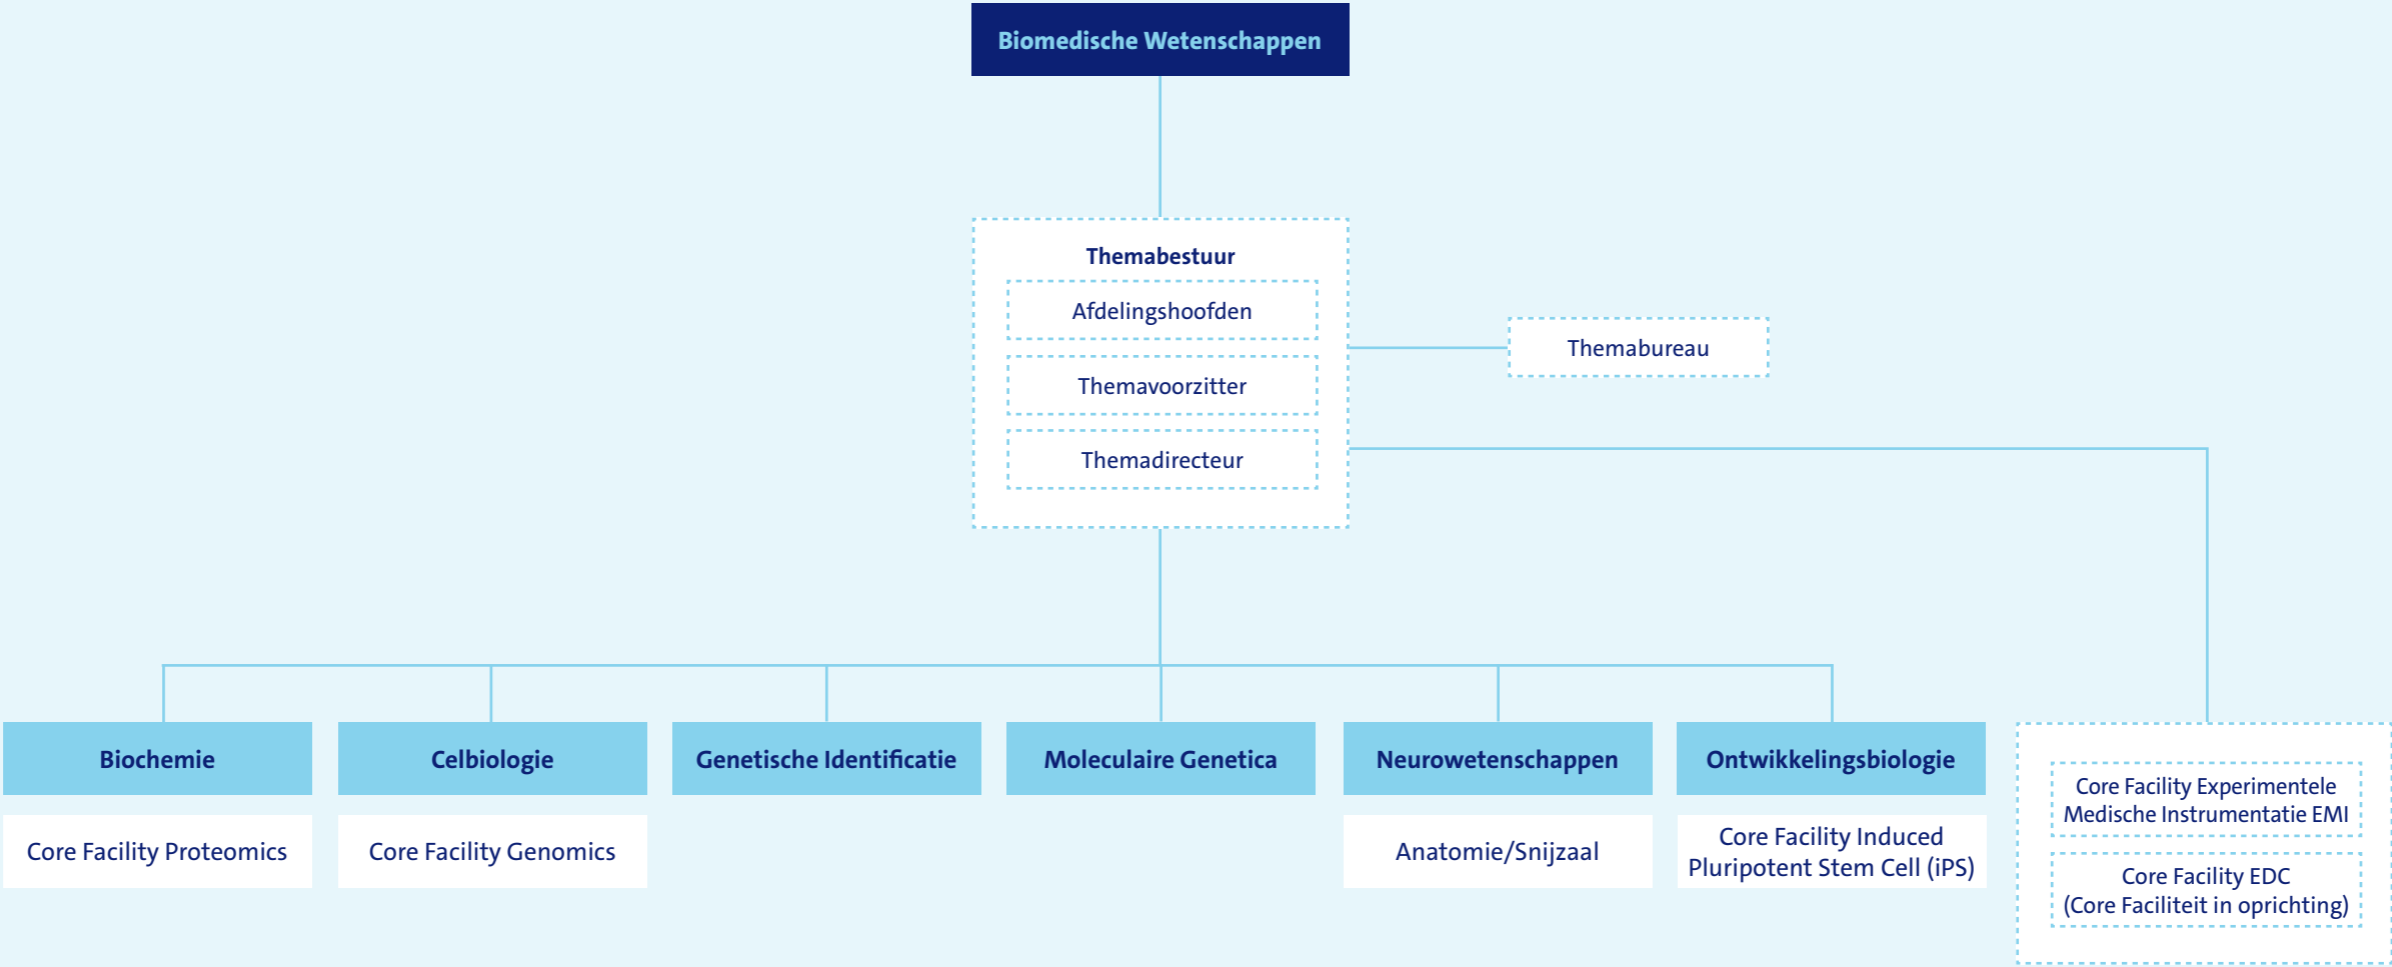 Biomedische Wetenschappen
Themabestuur
Afdelingshoofden
Themavoorzitter
Themadirecteur
Themabureau
Biochemie
Celbiologie
Genetische Identificatie
Moleculaire Genetica
Neurowetenschappen
Ontwikkelingsbiologie
Core Facility Proteomics
Core Facility Genomics
Anatomie/Snijzaal
Core Facility Induced
Pluripotent Stem Cell (iPS)
Core Facility Experimentele
Medische Instrumentatie EMI
Core Facility EDC
(Core Faciliteit in oprichting)